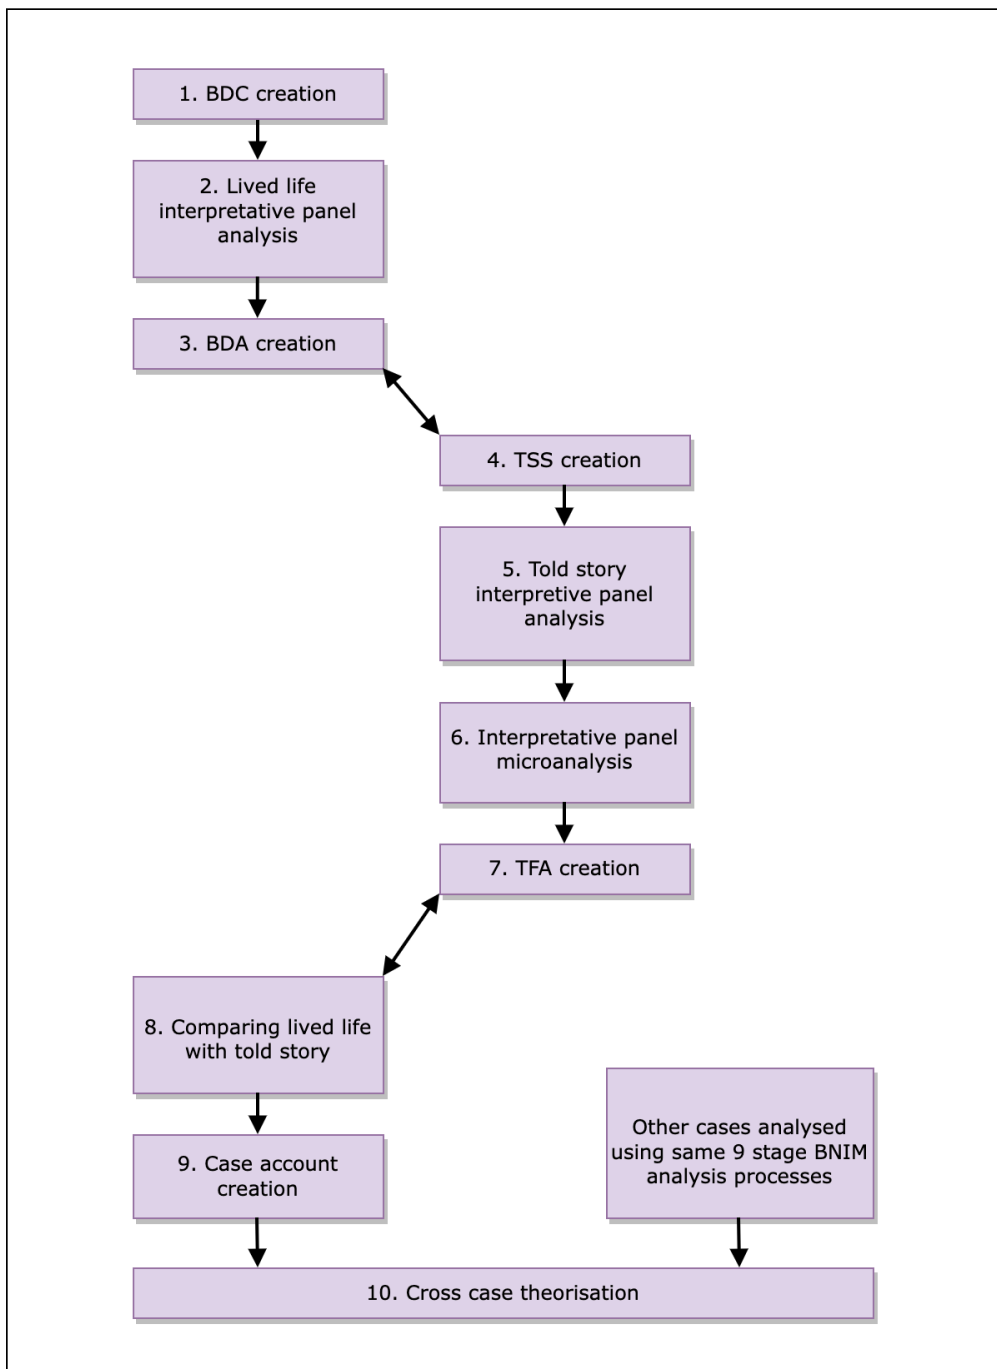 1. BDC creation
2. Lived life
interpretative panel
analysis
3. BDA creation
4. TSS creation
5. Told story
interpretive panel
analysis
6. Interpretative panel
microanalysis
7. TFA creation
8. Comparing lived life
with told story
9. Case account
creation
Other cases analysed
using same 9 stage BNIM
analysis processes
10. Cross case theorisation